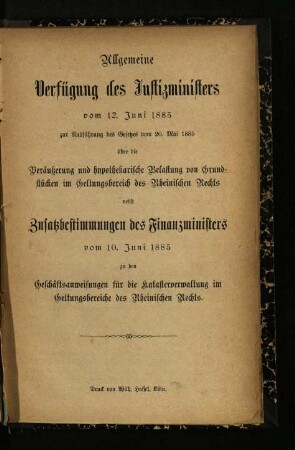 Allgemeine
Verfügung des Justizministers
vom 12. Juni 1885
zur Ausführung des Gesetzes vom 20. Mai 1885
über die
Veräußerung und hypothekarische Belastung von Grund-
stücken im Geltungsbereich des Rheinischen Rechts
nebst
Zusatzbestimmungen des Finanzministers
vom 10. Juni 1885
zu den
Geschäftsanweisungen für die Katasterverwaltung im
Geltungsbereiche des Rheinischen Rechts.
Druck von Wilh. Hassel, Köln.